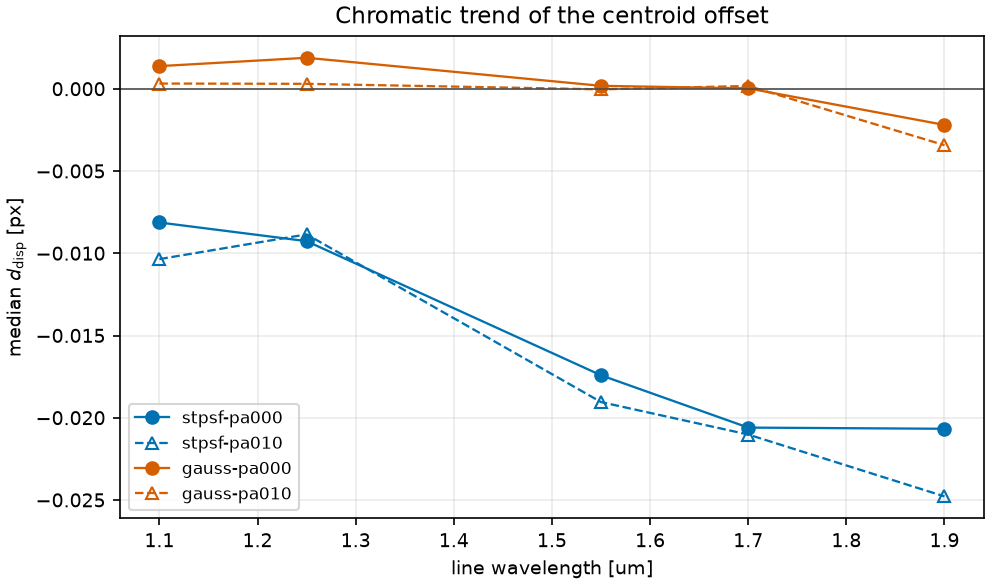 Chromatic trend of the centroid offset
0.000
−0.005
−0.010
−0.015
−0.020
−0.025
median d_disp [px]
stpsf-pa000
stpsf-pa010
gauss-pa000
gauss-pa010
1.1 1.2 1.3 1.4 1.5 1.6 1.7 1.8 1.9
line wavelength [um]